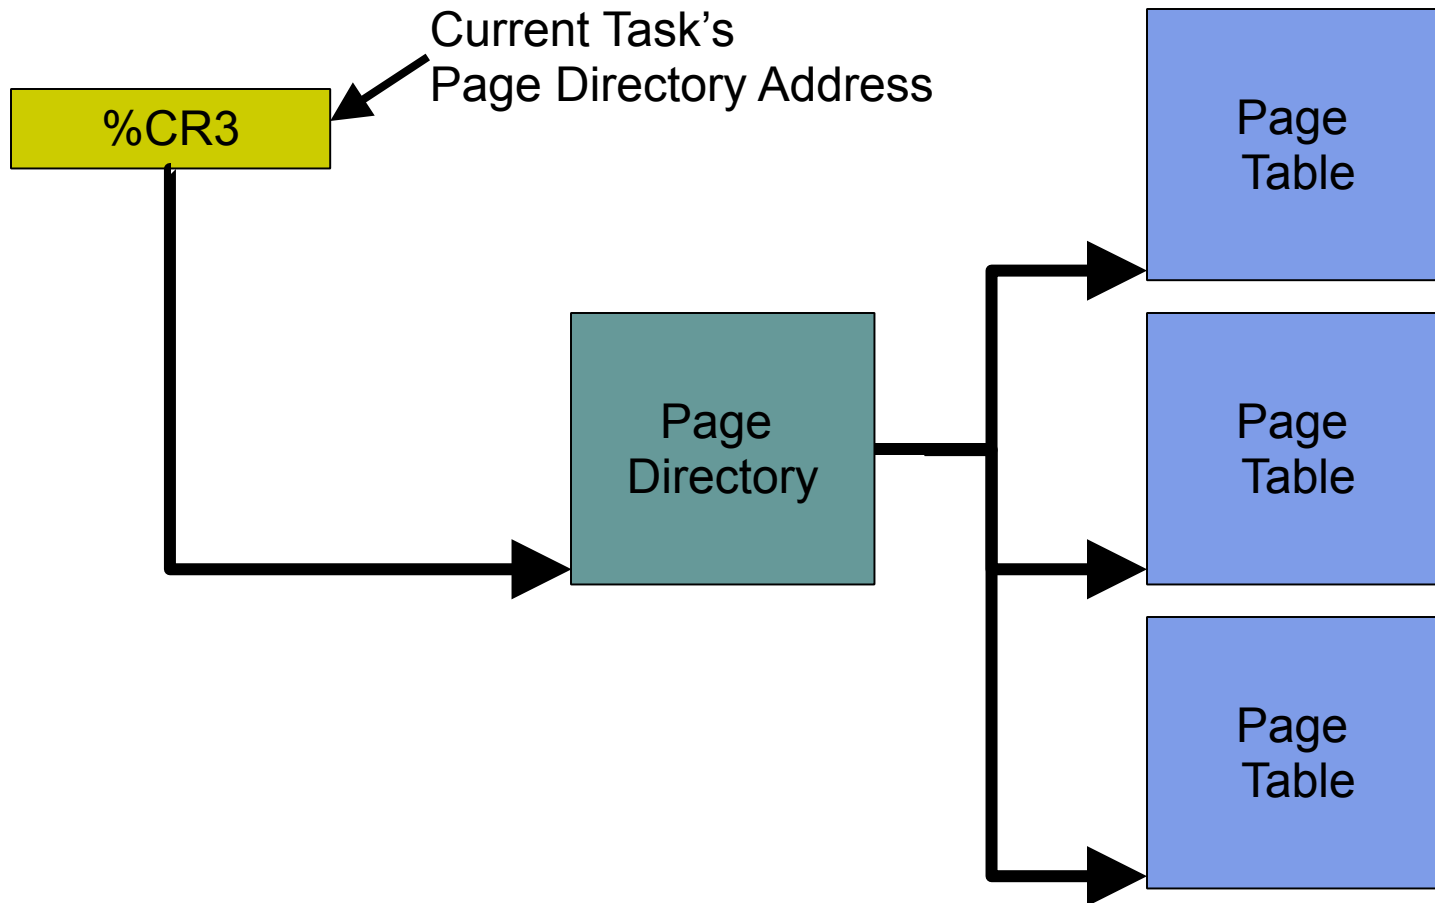 Current Task’s
Page Directory Address
%CR3
Page
Table
Page
Directory
Page
Table
Page
Table